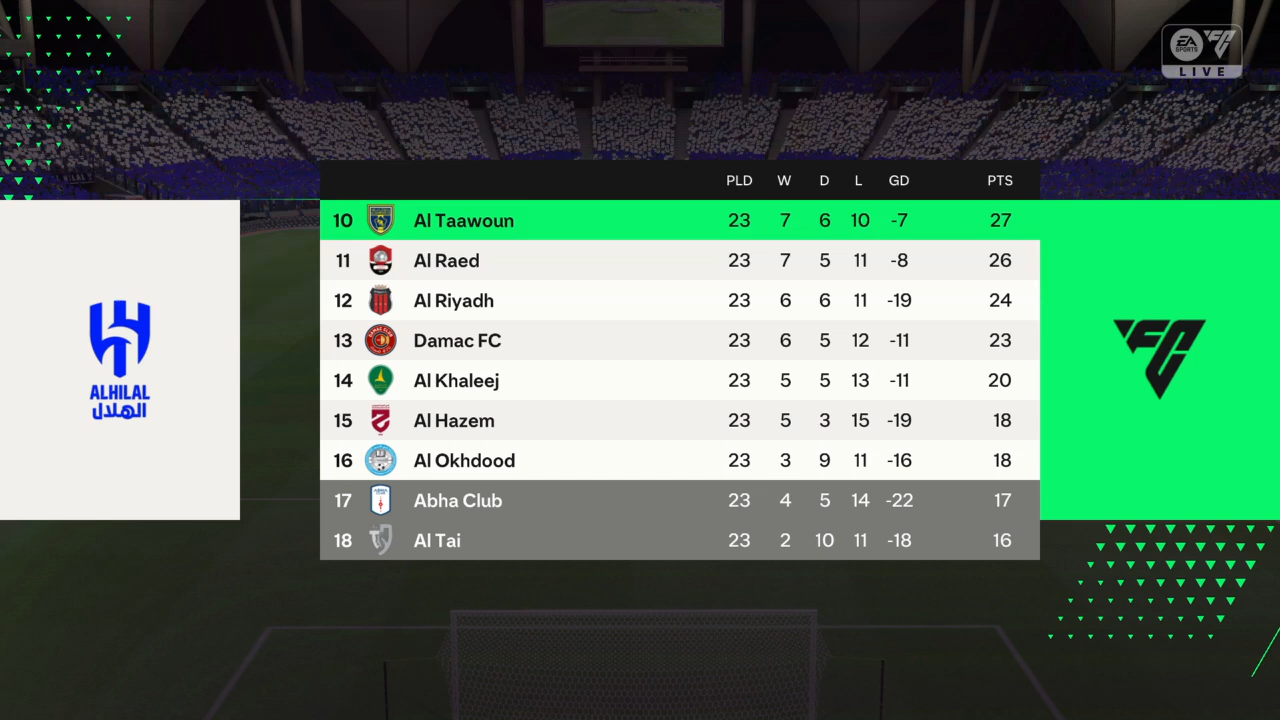 EA SPORTS FC
LIVE
PLD W D L GD PTS
10 Al Taawoun 23 7 6 10 -7 27
11 Al Raed 23 7 5 11 -8 26
12 Al Riyadh 23 6 6 11 -19 24
13 Damac FC 23 6 5 12 -11 23
14 Al Khaleej 23 5 5 13 -11 20
15 Al Hazem 23 5 3 15 -19 18
16 Al Okhdood 23 3 9 11 -16 18
17 Abha Club 23 4 5 14 -22 17
18 Al Tai 23 2 10 11 -18 16
ALHILAL
الهلال
FC